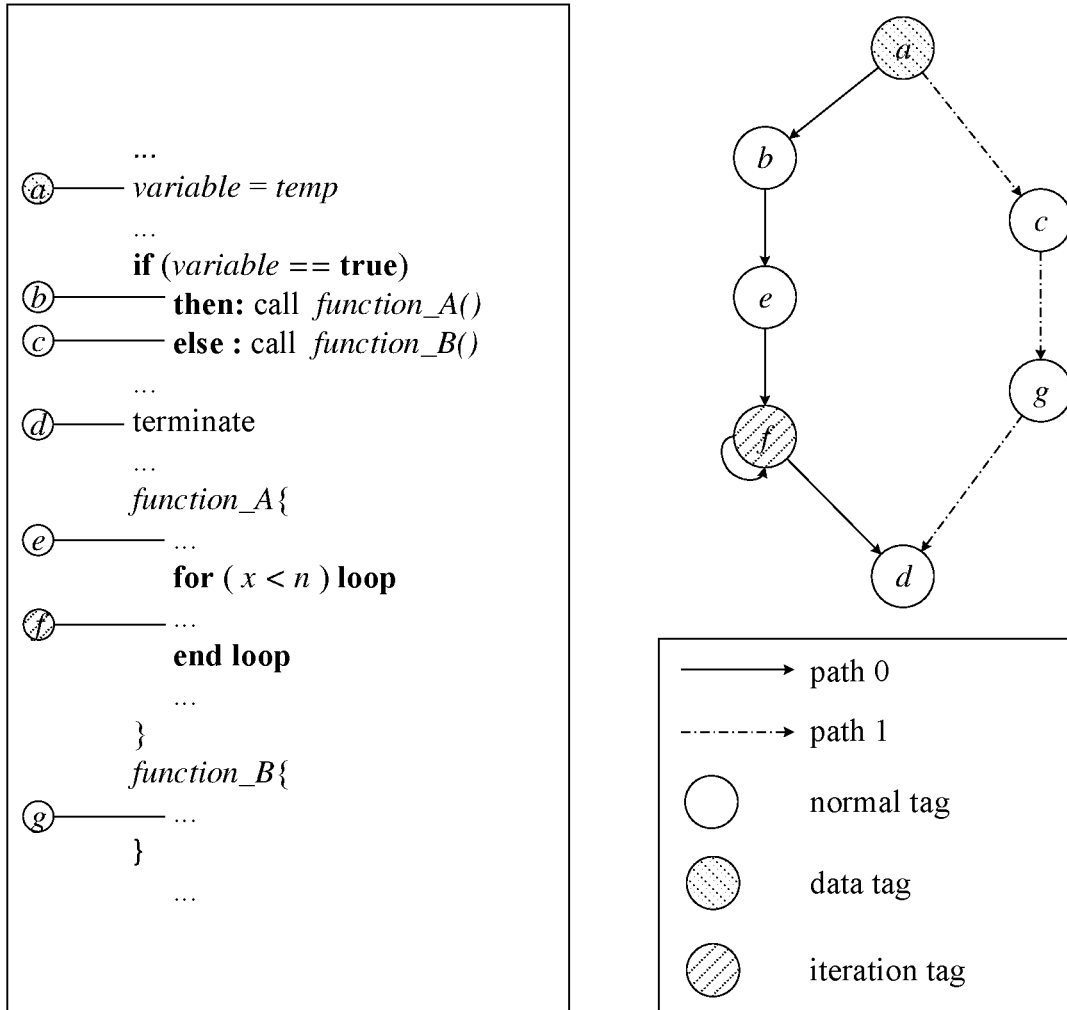 ...
a variable = temp
...
if (variable == true)
b then: call function_A()
c else : call function_B()
...
d terminate
...
function_A{
e ...
for ( x < n ) loop
f ...
end loop
...
}
function_B{
g ...
}
...
a
b
c
e
g
f
d
path 0
path 1
normal tag
data tag
iteration tag